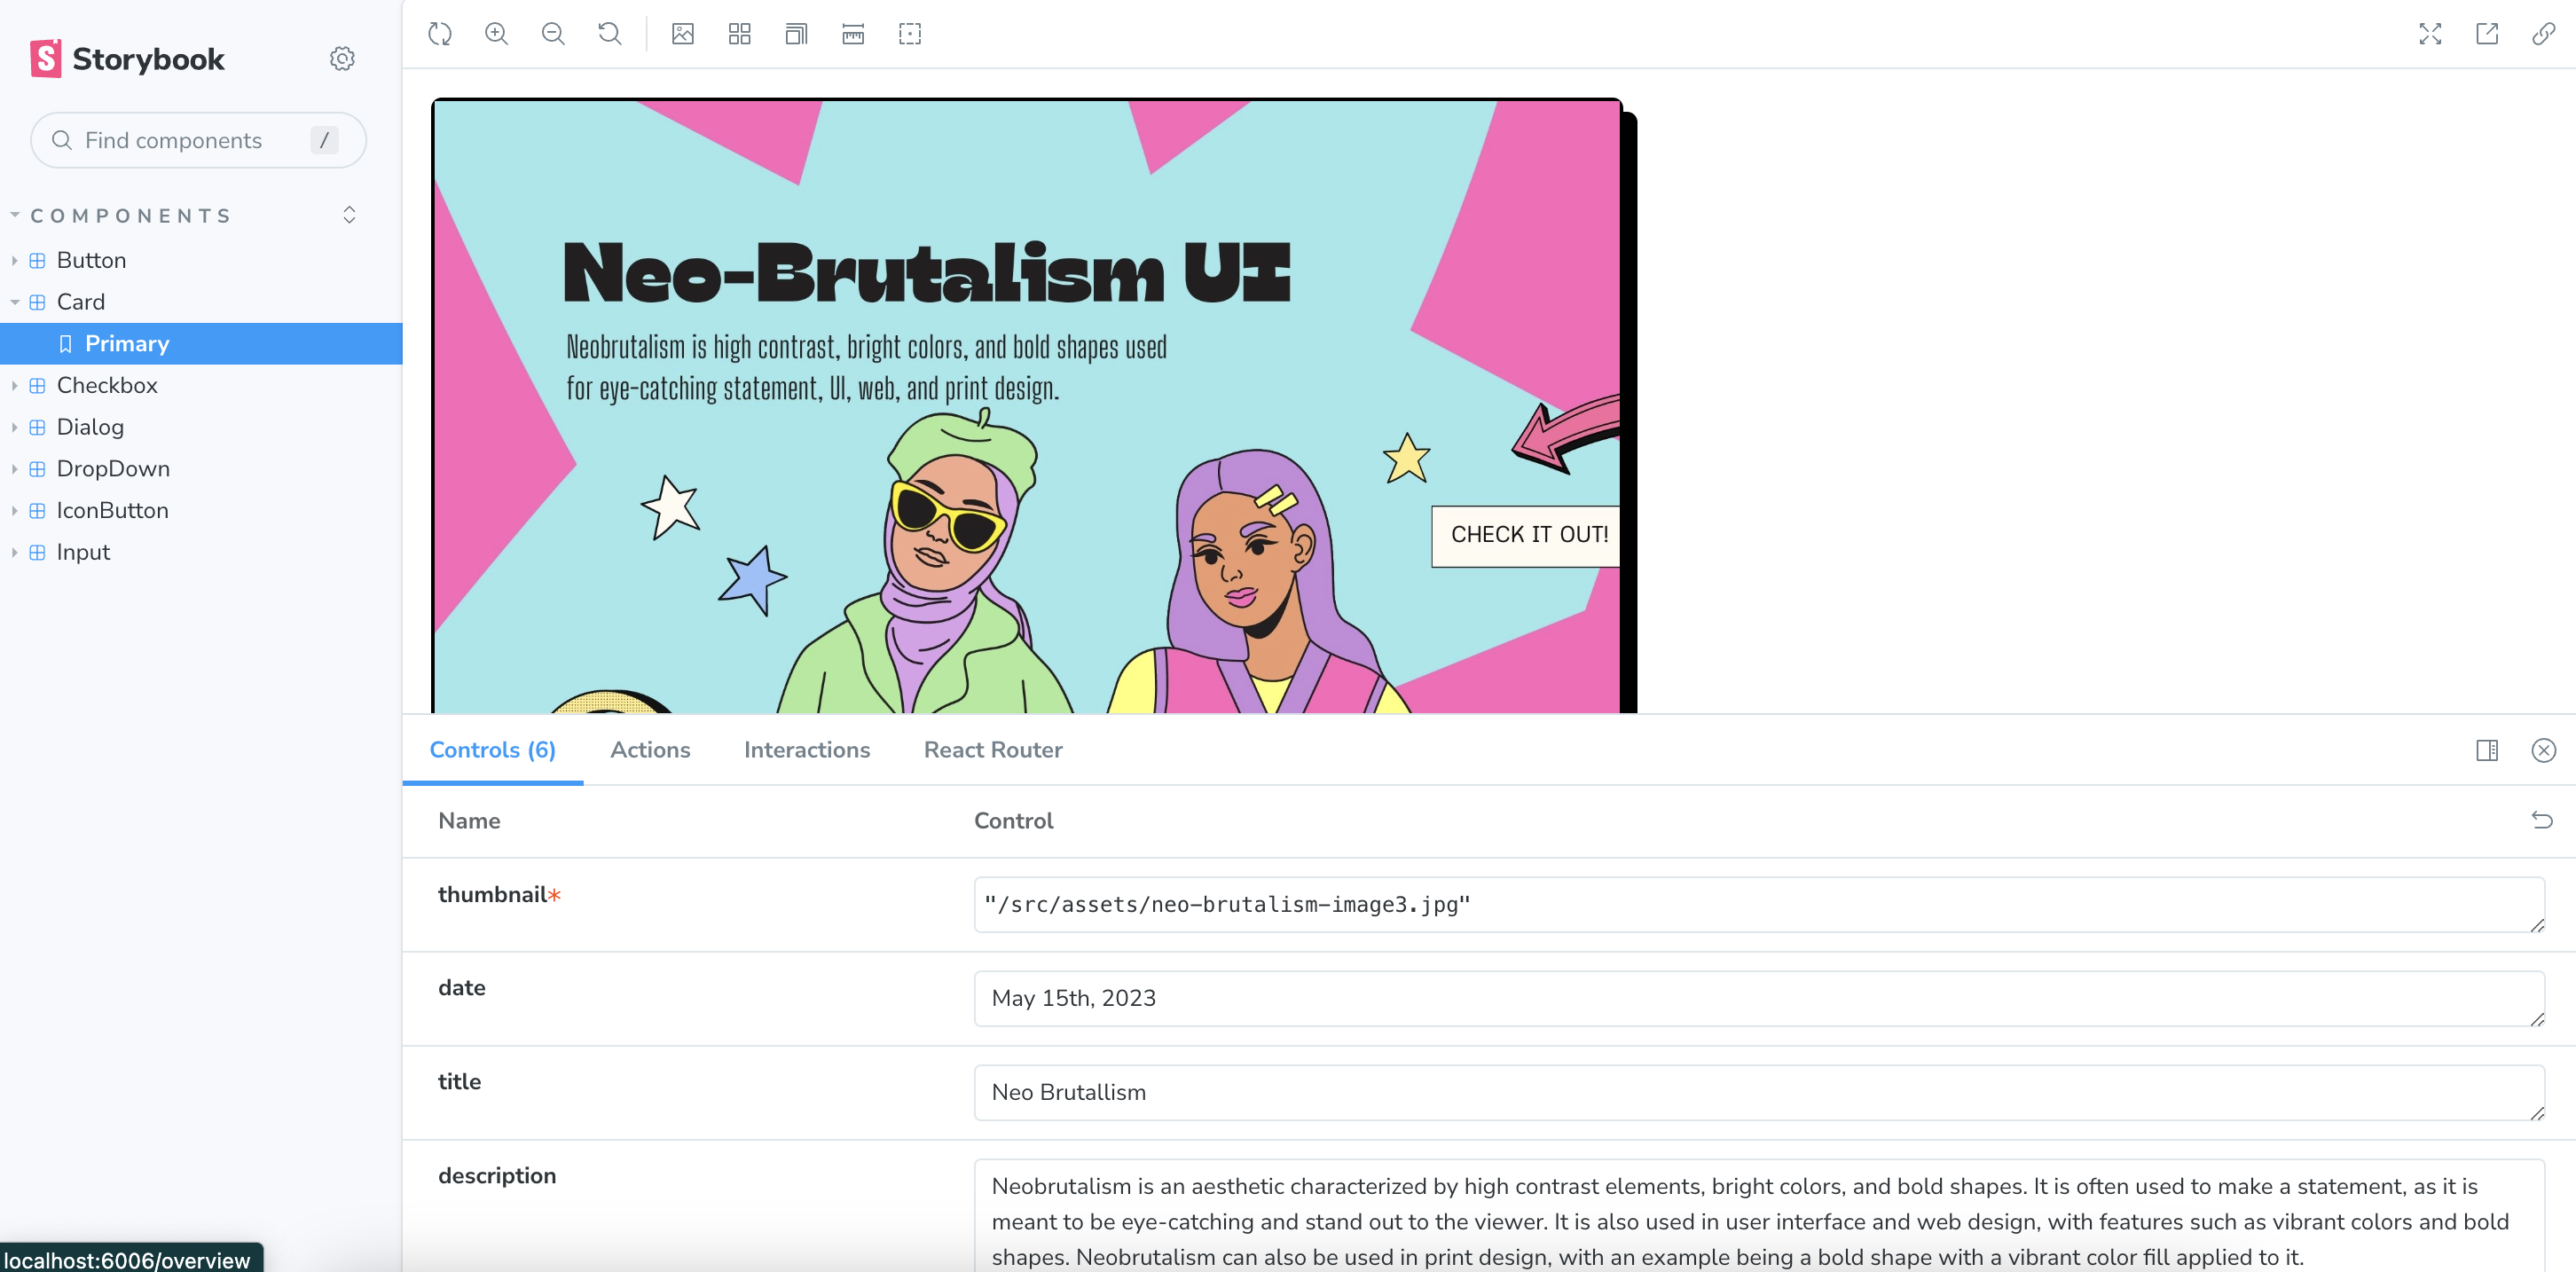 Storybook
Find components /
COMPONENTS
Button
Card
Primary
Checkbox
Dialog
DropDown
IconButton
Input
localhost:6006/overview
Neo-Brutalism UI
Neobrutalism is high contrast, bright colors, and bold shapes used
for eye-catching statement, UI, web, and print design.
CHECK IT OUT!
Controls (6) Actions Interactions React Router
Name Control
thumbnail* "/src/assets/neo-brutalism-image3.jpg"
date May 15th, 2023
title Neo Brutallism
description Neobrutalism is an aesthetic characterized by high contrast elements, bright colors, and bold shapes. It is often used to make a statement, as it is
meant to be eye-catching and stand out to the viewer. It is also used in user interface and web design, with features such as vibrant colors and bold
shapes. Neobrutalism can also be used in print design, with an example being a bold shape with a vibrant color fill applied to it.